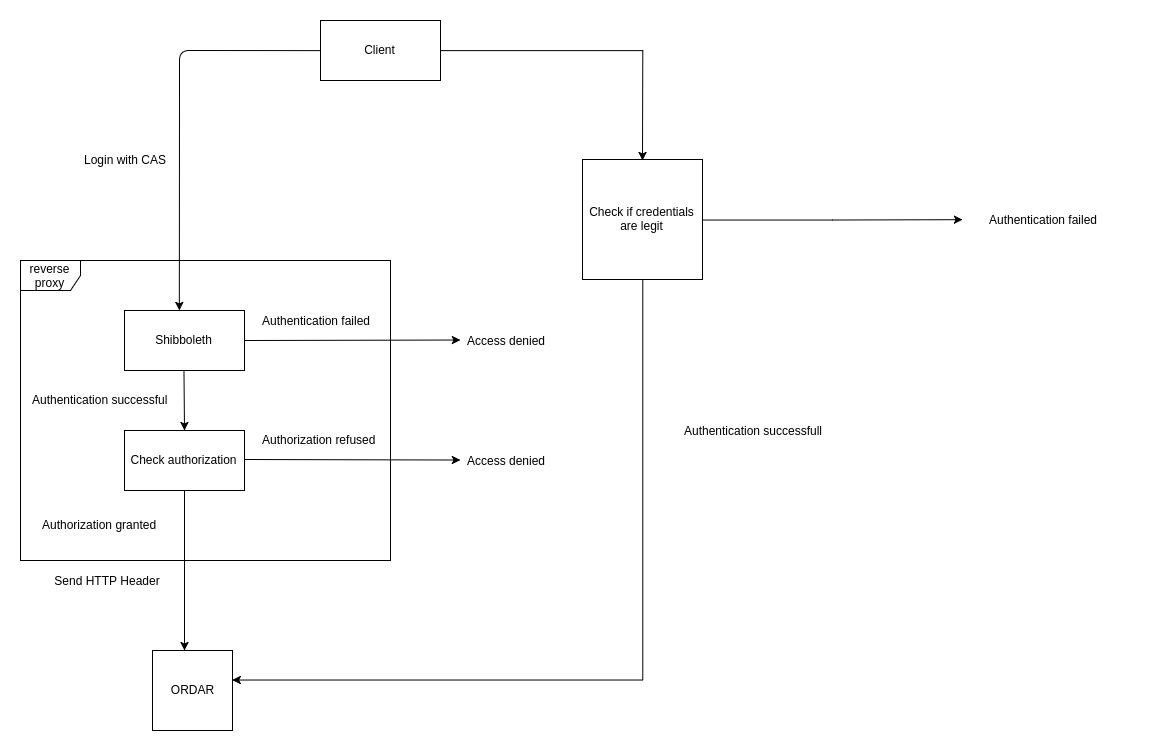 Client
Login with CAS
Check if credentials
are legit
Authentication failed
reverse
proxy
Shibboleth
Authentication failed
Access denied
Authentication successful
Check authorization
Authorization refused
Access denied
Authentication successfull
Authorization granted
Send HTTP Header
ORDAR